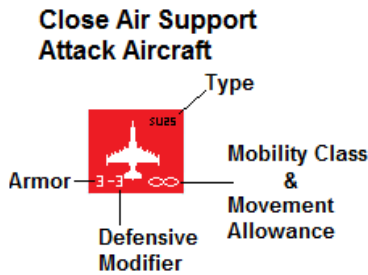 Close Air Support
Attack Aircraft
Type
SU25
Armor
3 -3 ∞
Mobility Class
&
Movement
Allowance
Defensive
Modifier